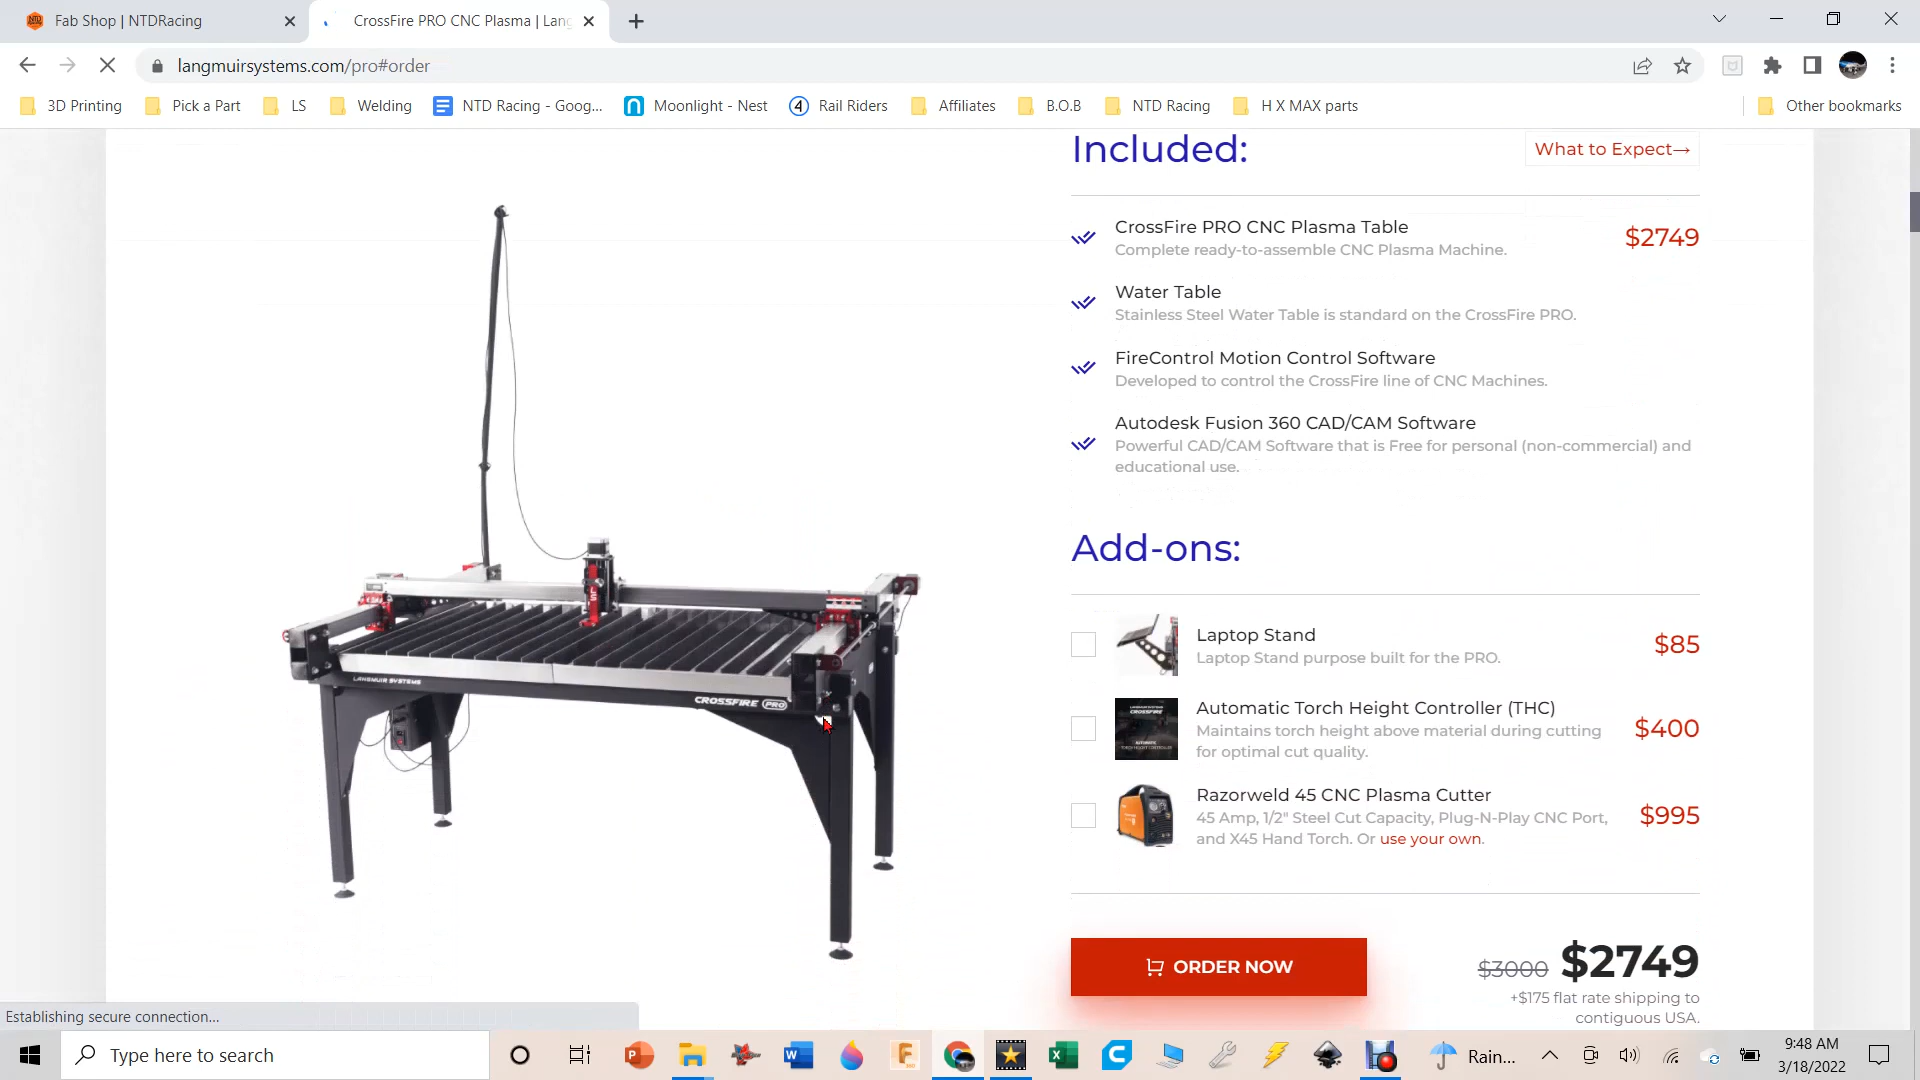 Fab Shop | NTDRacing
CrossFire PRO CNC Plasma | Lang
langmuirsystems.com/pro#order
3D Printing
Pick a Part
LS
Welding
NTD Racing - Goog...
Moonlight - Nest
Rail Riders
Affiliates
B.O.B
NTD Racing
H X MAX parts
Other bookmarks
Included:
What to Expect→
CrossFire PRO CNC Plasma Table
$2749
Complete ready-to-assemble CNC Plasma Machine.
Water Table
Stainless Steel Water Table is standard on the CrossFire PRO.
FireControl Motion Control Software
Developed to control the CrossFire line of CNC Machines.
Autodesk Fusion 360 CAD/CAM Software
Powerful CAD/CAM Software that is Free for personal (non-commercial) and
educational use.
LANGMUIR SYSTEMS
CROSSFIRE PRO
Add-ons:
Laptop Stand
$85
Laptop Stand purpose built for the PRO.
Automatic Torch Height Controller (THC)
$400
Maintains torch height above material during cutting
for optimal cut quality.
Razorweld 45 CNC Plasma Cutter
$995
45 Amp, 1/2" Steel Cut Capacity, Plug-N-Play CNC Port,
and X45 Hand Torch. Or use your own.
ORDER NOW
$3000 $2749
+$175 flat rate shipping to
contiguous USA.
Establishing secure connection...
Type here to search
Rain...
9:48 AM
3/18/2022